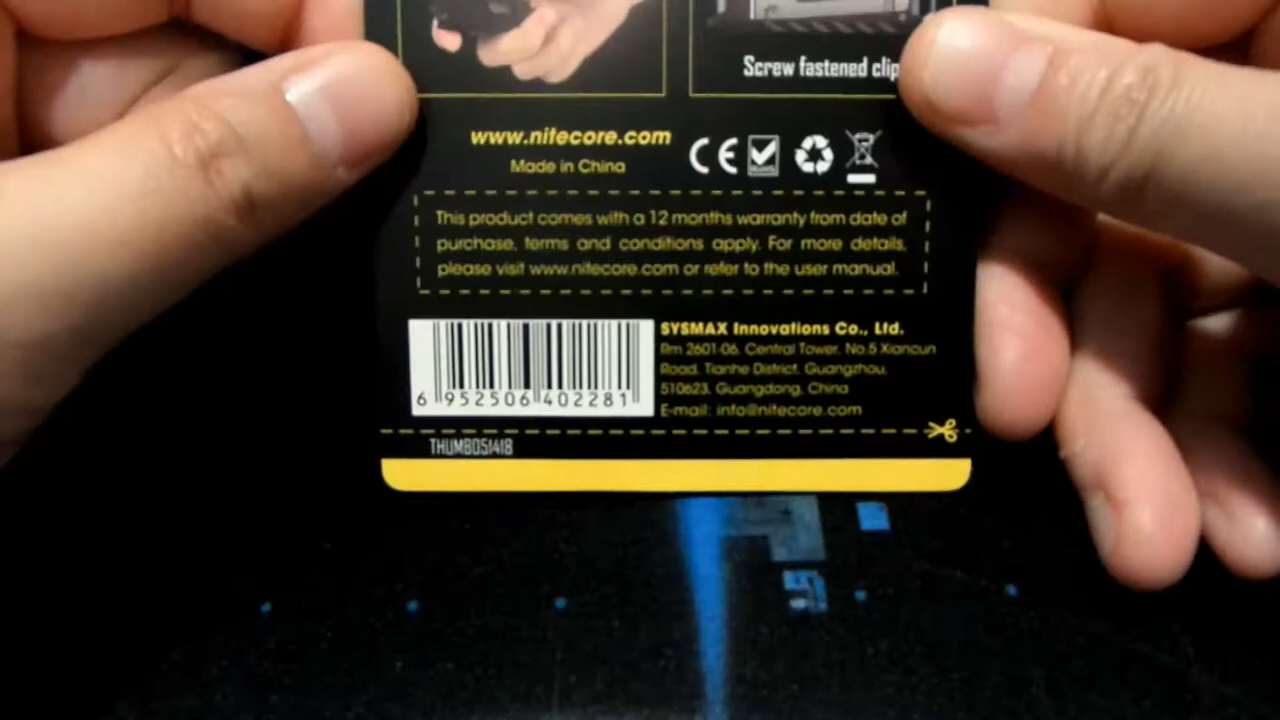 Screw fastened clip
www.nitecore.com
Made in China
CE
This product comes with a 12 months warranty from date of
purchase, terms and conditions apply. For more details,
please visit www.nitecore.com or refer to the user manual.
SYSMAX Innovations Co., Ltd.
Rm 2601-06, Central Tower, No.5 Xiancun
Road, Tianhe District, Guangzhou,
510623, Guangdong, China
E-mail: info@nitecore.com
6 952506 402281
THUMB051418